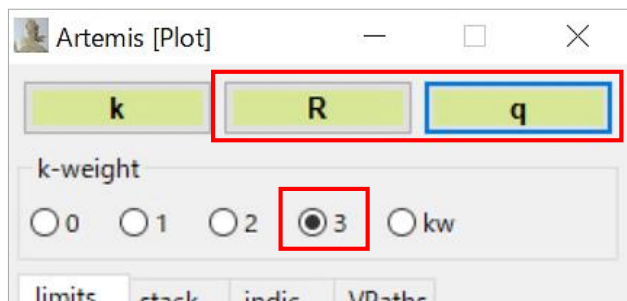 Artemis [Plot]
k R q
k-weight
0 1 2 3 kw
limits stack indic VPaths